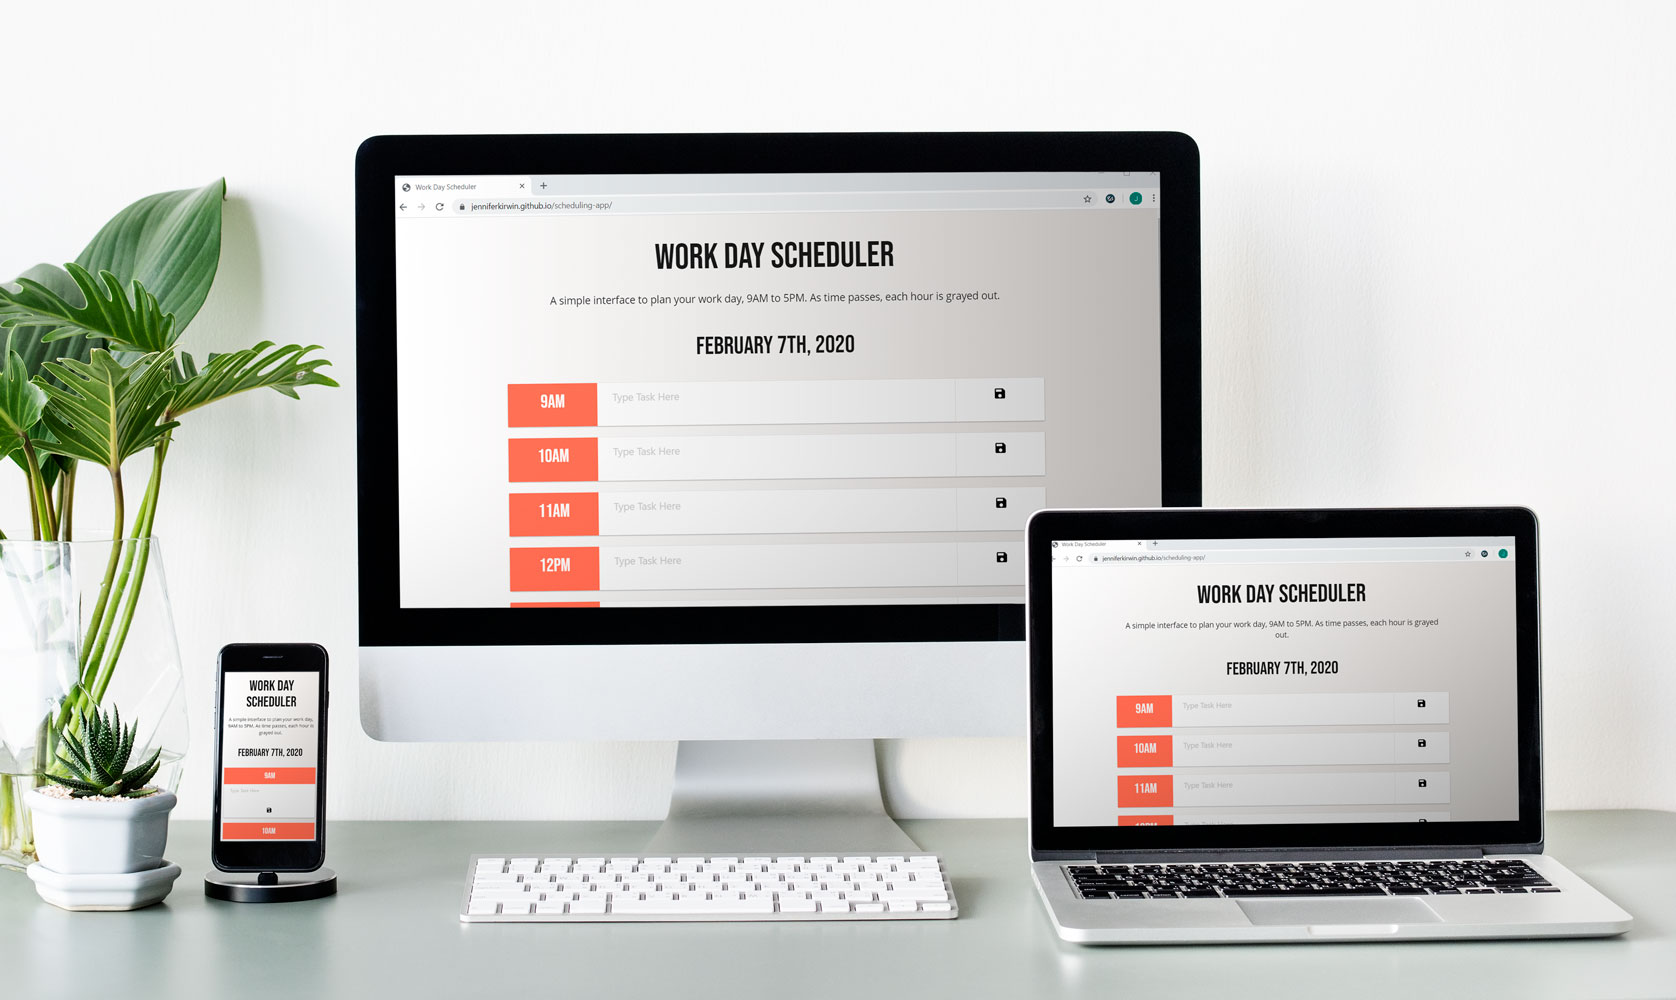 Work Day Scheduler
jenniferkirwin.github.io/scheduling-app/
WORK DAY SCHEDULER
A simple interface to plan your work day, 9AM to 5PM. As time passes, each hour is grayed out.
FEBRUARY 7TH, 2020
9AM
Type Task Here
10AM
Type Task Here
11AM
Type Task Here
12PM
Type Task Here
Work Day Scheduler
jenniferkirwin.github.io/scheduling-app/
WORK DAY SCHEDULER
A simple interface to plan your work day, 9AM to 5PM. As time passes, each hour is grayed
out.
FEBRUARY 7TH, 2020
9AM
Type Task Here
10AM
Type Task Here
11AM
Type Task Here
WORK DAY
SCHEDULER
A simple interface to plan your work day,
9AM to 5PM. As time passes, each hour is
grayed out.
FEBRUARY 7TH, 2020
9AM
Type Task Here
10AM